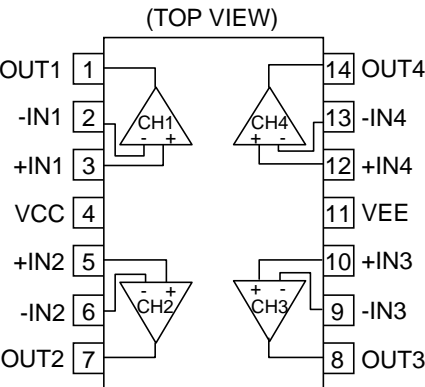 (TOP VIEW)
OUT1 1 14 OUT4
-IN1 2 CH1 CH4 13 -IN4
- + + -
+IN1 3 12 +IN4
VCC 4 11 VEE
+IN2 5 10 +IN3
- + + -
-IN2 6 CH2 CH3 9 -IN3
OUT2 7 8 OUT3